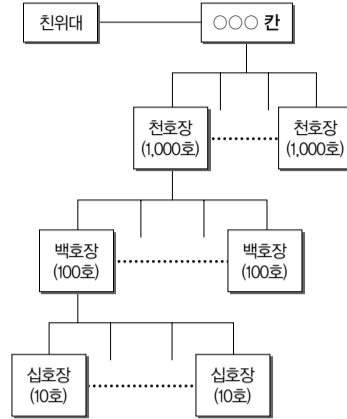 친위대
○○○ 칸
천호장
(1,000호)
천호장
(1,000호)
백호장
(100호)
백호장
(100호)
십호장
(10호)
십호장
(10호)